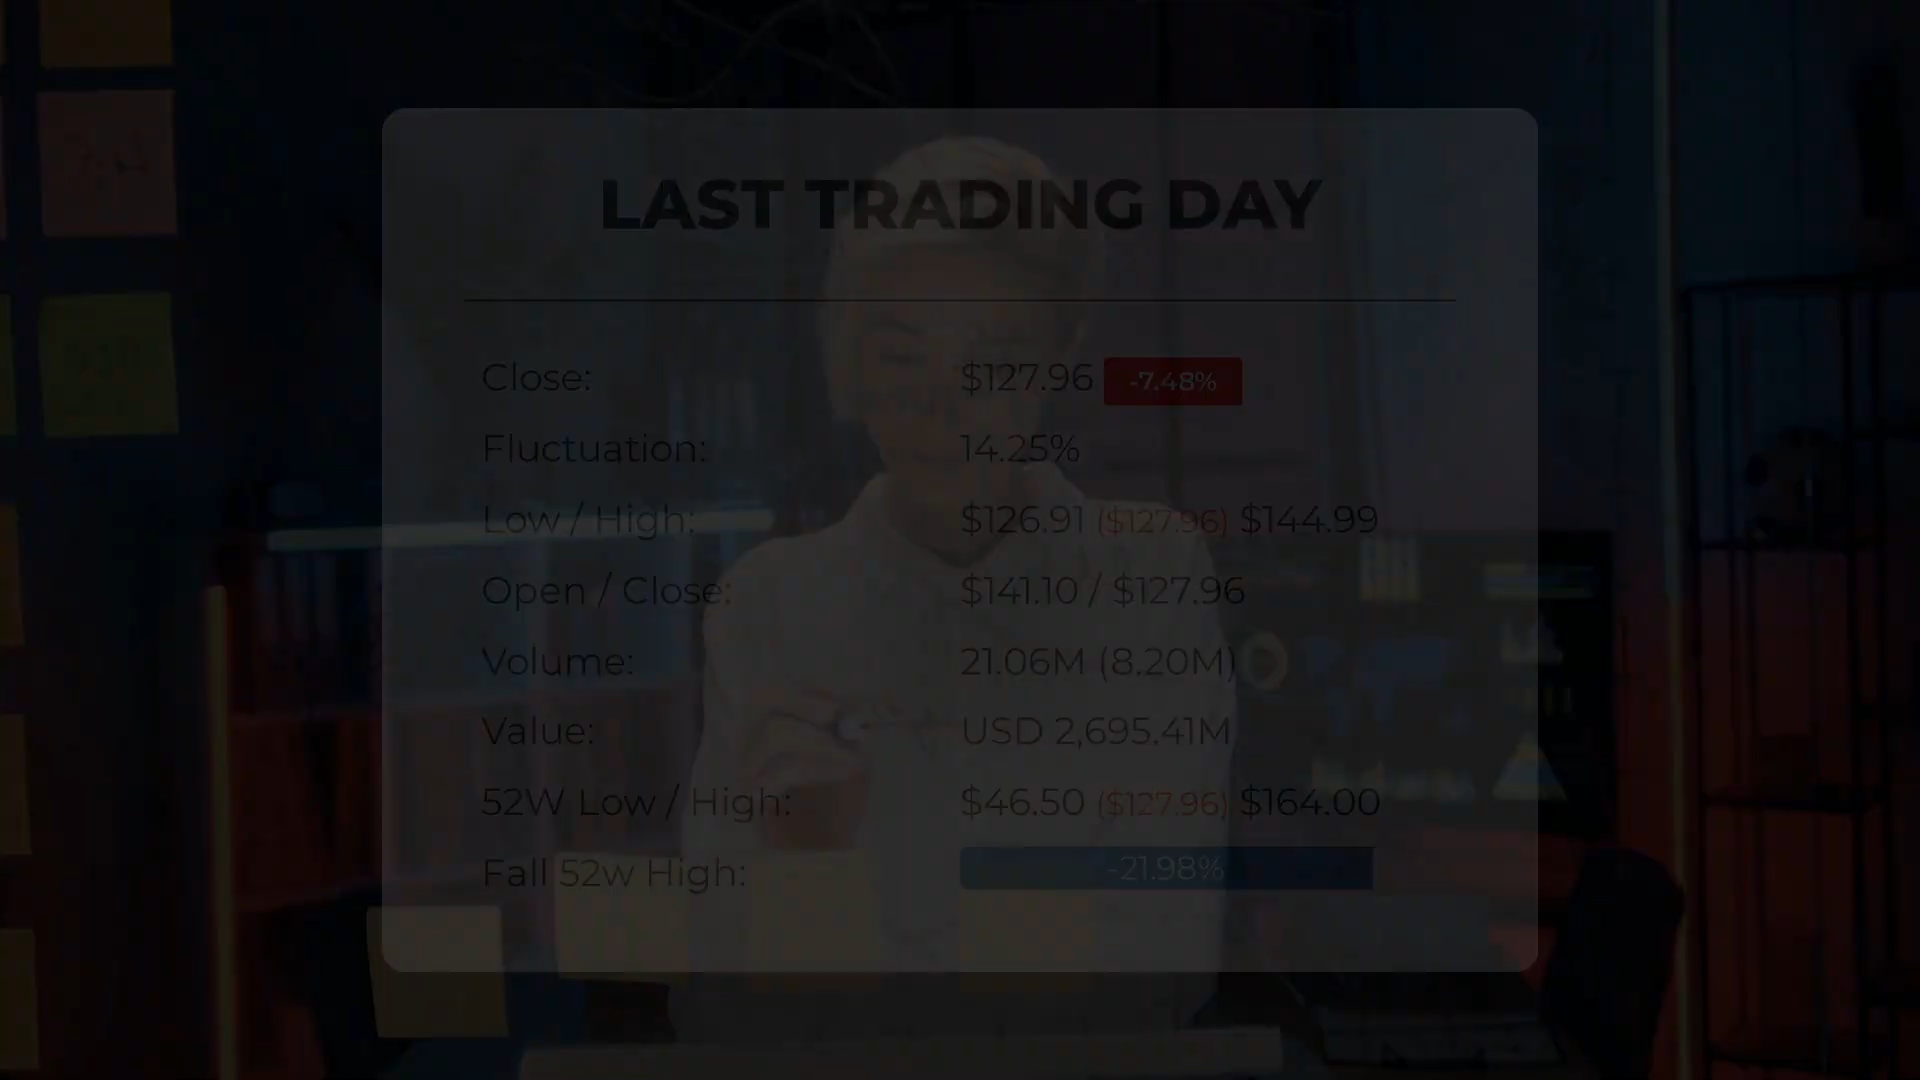 LAST TRADING DAY
Close: $127.96 -7.48%
Fluctuation: 14.25%
Low / High: $126.91 ($127.96) $144.99
Open / Close: $141.10 / $127.96
Volume: 21.06M (8.20M)
Value: USD 2,695.41M
52W Low / High: $46.50 ($127.96) $164.00
Fall 52w High: -21.98%